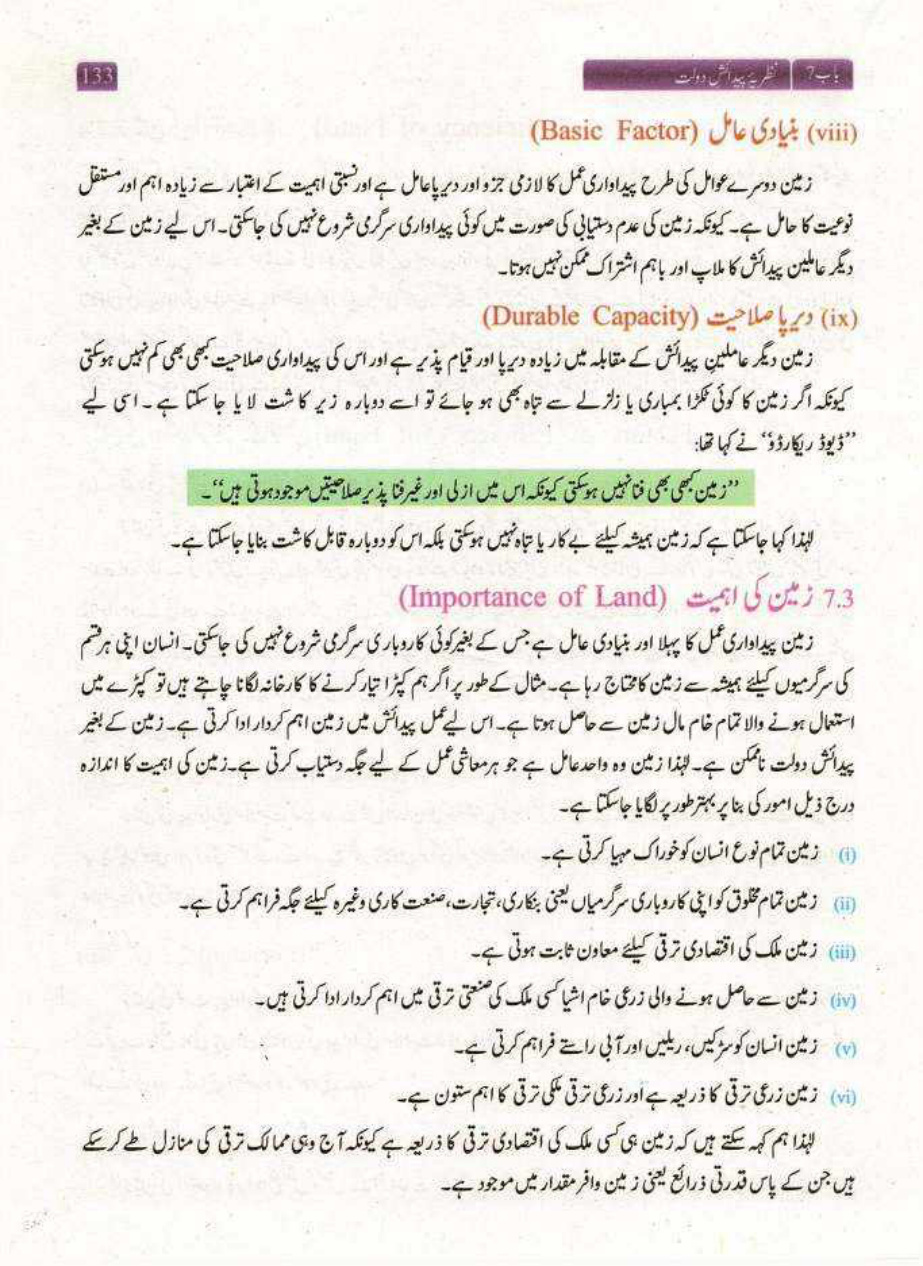 باب7 نظریۂ پیدائش دولت 133
(viii) بنیادی عامل (Basic Factor)
زمین دوسرے عوامل کی طرح پیداواری عمل کا لازمی جزو اور دیرپا عامل ہے اور نسبتی اہمیت کے اعتبار سے زیادہ اہم اور مستقل
نوعیت کا حامل ہے۔ کیونکہ زمین کی عدم دستیابی کی صورت میں کوئی پیداواری سرگرمی شروع نہیں کی جاسکتی۔ اس لیے زمین کے بغیر
دیگر عاملین پیدائش کا ملاپ اور باہم اشتراک ممکن نہیں ہوتا۔
(ix) دیرپا صلاحیت (Durable Capacity)
زمین دیگر عاملینِ پیدائش کے مقابلہ میں زیادہ دیرپا اور قیام پذیر ہے اور اس کی پیداواری صلاحیت کبھی بھی کم نہیں ہوسکتی
کیونکہ اگر زمین کا کوئی ٹکڑا بمباری یا زلزلے سے تباہ بھی ہو جائے تو اسے دوبارہ زیر کاشت لایا جا سکتا ہے ۔ اسی لیے
”ڈیوڈ ریکارڈو“ نے کہا تھا:
”زمین کبھی بھی فنا نہیں ہوسکتی کیونکہ اس میں ازلی اور غیر فنا پذیر صلاحیتیں موجود ہوتی ہیں“۔
لہٰذا کہا جاسکتا ہے کہ زمین ہمیشہ کیلئے بے کار یا تباہ نہیں ہوسکتی بلکہ اس کو دوبارہ قابل کاشت بنایا جاسکتا ہے۔
7.3 زمین کی اہمیت (Importance of Land)
زمین پیداواری عمل کا پہلا اور بنیادی عامل ہے جس کے بغیر کوئی کاروباری سرگرمی شروع نہیں کی جاسکتی۔ انسان اپنی ہر قسم
کی سرگرمیوں کیلئے ہمیشہ سے زمین کا محتاج رہا ہے۔ مثال کے طور پر اگر ہم کپڑا تیار کرنے کا کارخانہ لگانا چاہتے ہیں تو کپڑے میں
استعمال ہونے والا تمام خام مال زمین سے حاصل ہوتا ہے۔ اس لیے عمل پیدائش میں زمین اہم کردار ادا کرتی ہے۔ زمین کے بغیر
پیدائش دولت ناممکن ہے۔ لہٰذا زمین وہ واحد عامل ہے جو ہر معاشی عمل کے لیے جگہ دستیاب کرتی ہے۔ زمین کی اہمیت کا اندازہ
درج ذیل امور کی بنا پر بہتر طور پر لگایا جاسکتا ہے۔
(i) زمین تمام نوع انسان کو خوراک مہیا کرتی ہے۔
(ii) زمین تمام مخلوق کو اپنی کاروباری سرگرمیاں یعنی بنکاری، تجارت، صنعت کاری وغیرہ کیلئے جگہ فراہم کرتی ہے۔
(iii) زمین ملک کی اقتصادی ترقی کیلئے معاون ثابت ہوتی ہے۔
(iv) زمین سے حاصل ہونے والی زرعی خام اشیا کسی ملک کی صنعتی ترقی میں اہم کردار ادا کرتی ہیں۔
(v) زمین انسان کو سڑکیں، ریلیں اور آبی راستے فراہم کرتی ہے۔
(vi) زمین زرعی ترقی کا ذریعہ ہے اور زرعی ترقی ملکی ترقی کا اہم ستون ہے۔
لہٰذا ہم کہہ سکتے ہیں کہ زمین ہی کسی ملک کی اقتصادی ترقی کا ذریعہ ہے کیونکہ آج وہی ممالک ترقی کی منازل طے کرسکے
ہیں جن کے پاس قدرتی ذرائع یعنی زمین وافر مقدار میں موجود ہے۔